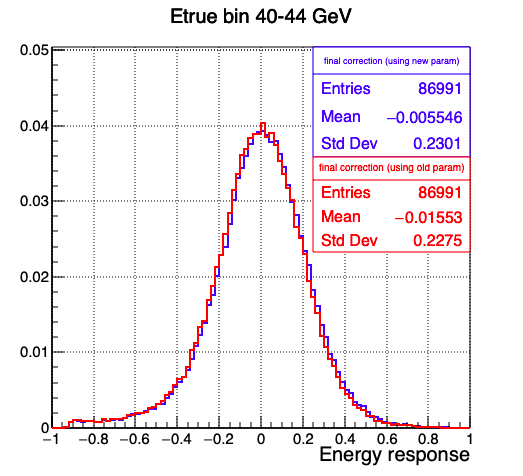 Etrue bin 40-44 GeV
0.05
final correction (using new param)
Entries 86991
Mean −0.005546
Std Dev 0.2301
0.04
final correction (using old param)
Entries 86991
Mean −0.01553
Std Dev 0.2275
0.03
0.02
0.01
0
−1 −0.8 −0.6 −0.4 −0.2 0 0.2 0.4 0.6 0.8 1
Energy response